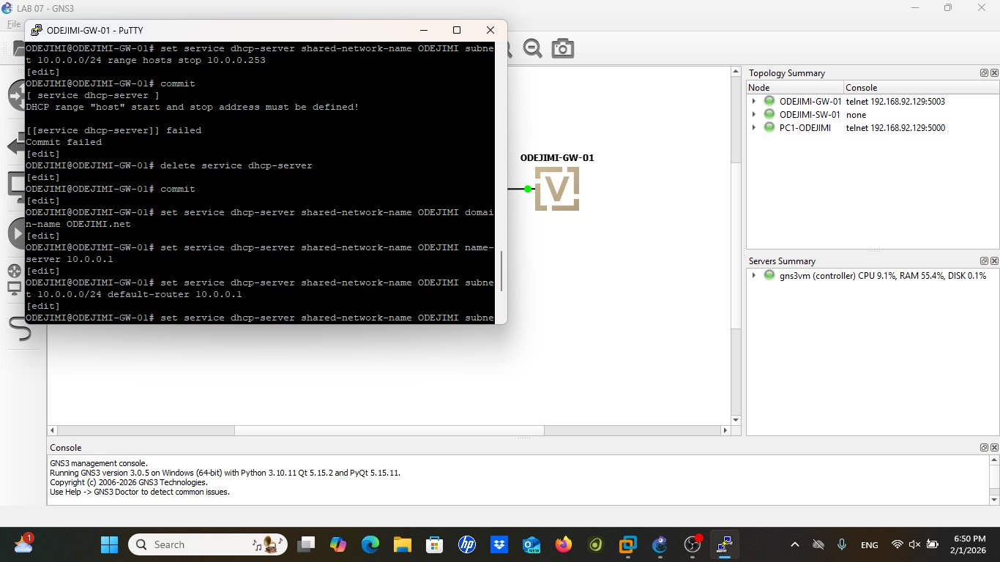 LAB 07 - GNS3
File
ODEJIMI-GW-01 - PuTTY
ODEJIMI@ODEJIMI-GW-01# set service dhcp-server shared-network-name ODEJIMI subne
t 10.0.0.0/24 range hosts stop 10.0.0.253
[edit]
ODEJIMI@ODEJIMI-GW-01# commit
[ service dhcp-server ]
DHCP range "host" start and stop address must be defined!
[[service dhcp-server]] failed
Commit failed
[edit]
ODEJIMI@ODEJIMI-GW-01# delete service dhcp-server
[edit]
ODEJIMI@ODEJIMI-GW-01# commit
[edit]
ODEJIMI@ODEJIMI-GW-01# set service dhcp-server shared-network-name ODEJIMI domai
n-name ODEJIMI.net
[edit]
ODEJIMI@ODEJIMI-GW-01# set service dhcp-server shared-network-name ODEJIMI name-
server 10.0.0.1
[edit]
ODEJIMI@ODEJIMI-GW-01# set service dhcp-server shared-network-name ODEJIMI subne
t 10.0.0.0/24 default-router 10.0.0.1
[edit]
ODEJIMI@ODEJIMI-GW-01# set service dhcp-server shared-network-name ODEJIMI subne
ODEJIMI-GW-01
V
Topology Summary
Node Console
ODEJIMI-GW-01 telnet 192.168.92.129:5003
ODEJIMI-SW-01 none
PC1-ODEJIMI telnet 192.168.92.129:5000
Servers Summary
gns3vm (controller) CPU 9.1%, RAM 55.4%, DISK 0.1%
Console
GNS3 management console.
Running GNS3 version 3.0.5 on Windows (64-bit) with Python 3.10.11 Qt 5.15.2 and PyQt 5.15.11.
Copyright (c) 2006-2026 GNS3 Technologies.
Use Help -> GNS3 Doctor to detect common issues.
1
Search
hp
NEW
ENG
6:50 PM
2/1/2026